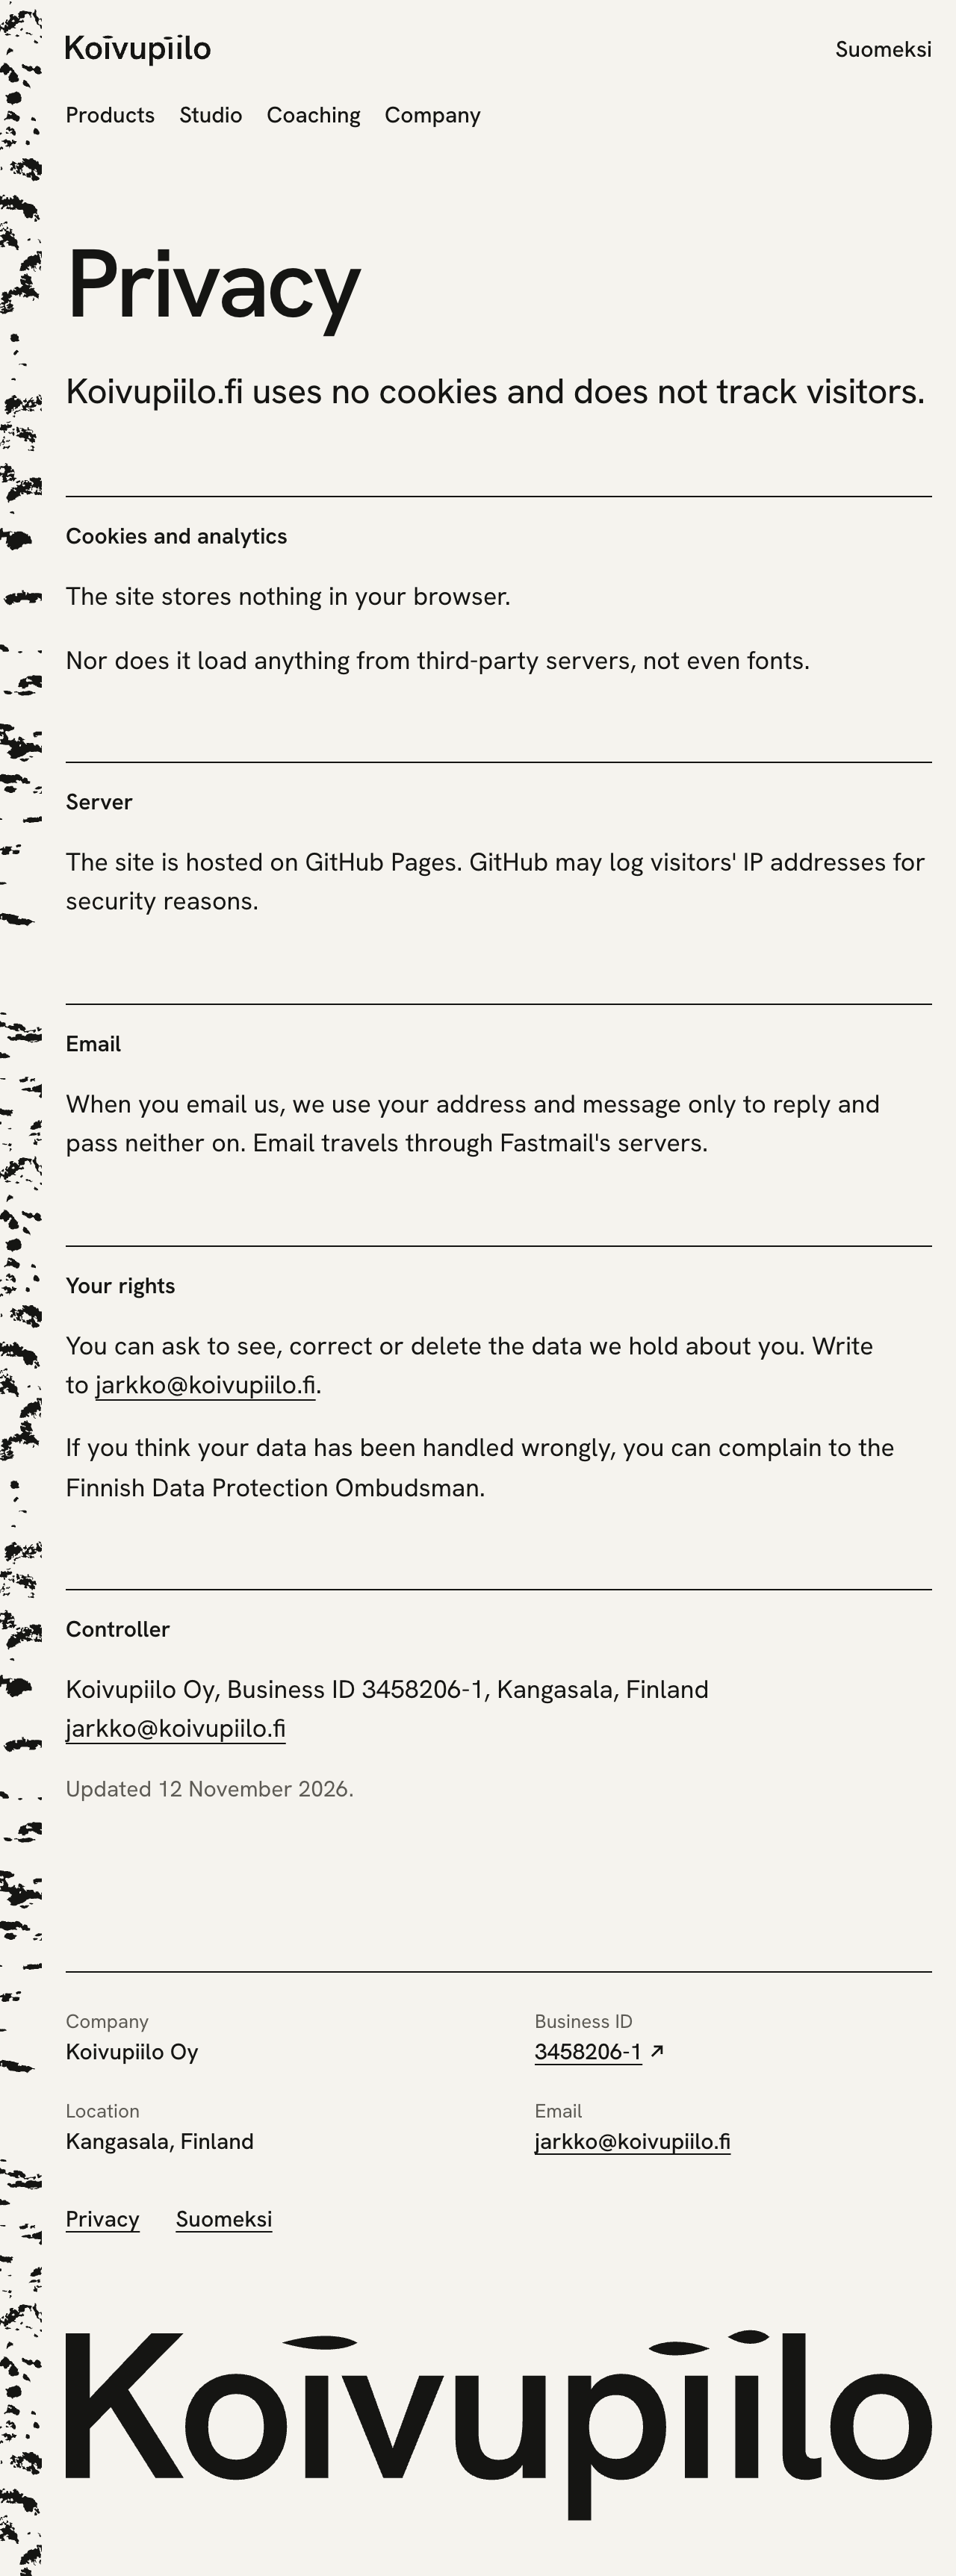 Koivupiilo
Suomeksi
Products Studio Coaching Company
Privacy
Koivupiilo.fi uses no cookies and does not track visitors.
Cookies and analytics
The site stores nothing in your browser.
Nor does it load anything from third-party servers, not even fonts.
Server
The site is hosted on GitHub Pages. GitHub may log visitors' IP addresses for
security reasons.
Email
When you email us, we use your address and message only to reply and
pass neither on. Email travels through Fastmail's servers.
Your rights
You can ask to see, correct or delete the data we hold about you. Write
to jarkko@koivupiilo.fi.
If you think your data has been handled wrongly, you can complain to the
Finnish Data Protection Ombudsman.
Controller
Koivupiilo Oy, Business ID 3458206-1, Kangasala, Finland
jarkko@koivupiilo.fi
Updated 12 November 2026.
Company
Koivupiilo Oy
Business ID
3458206-1 ↗
Location
Kangasala, Finland
Email
jarkko@koivupiilo.fi
Privacy Suomeksi
Koivupiilo